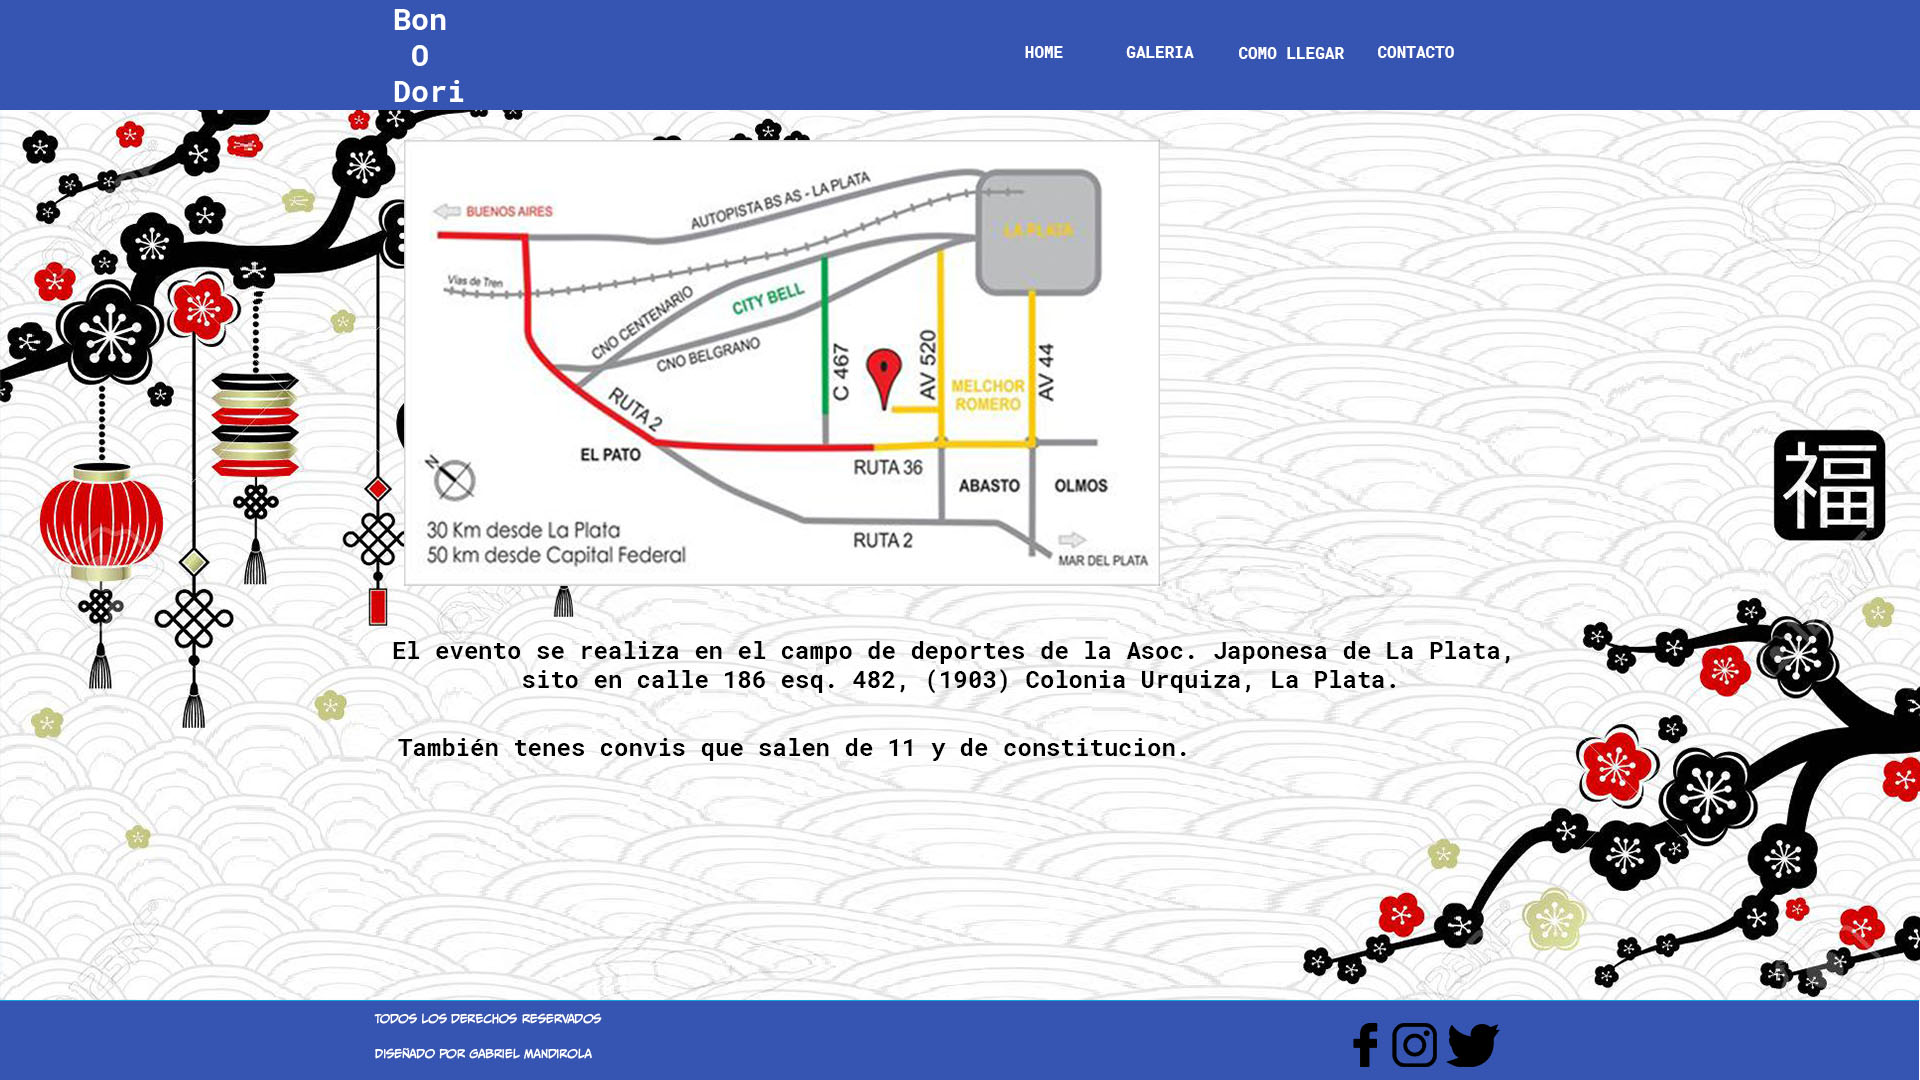 Bon
O
Dori
HOME GALERIA COMO LLEGAR CONTACTO
AUTOPISTA BS AS - LA PLATA
BUENOS AIRES
LA PLATA
Vías de Tren
CNO CENTENARIO
CITY BELL
CNO BELGRANO
C 467
AV 520
AV 44
MELCHOR
ROMERO
RUTA 2
EL PATO
RUTA 36
N
ABASTO
OLMOS
30 Km desde La Plata
50 km desde Capital Federal
RUTA 2
MAR DEL PLATA
福
El evento se realiza en el campo de deportes de la Asoc. Japonesa de La Plata,
sito en calle 186 esq. 482, (1903) Colonia Urquiza, La Plata.
También tenes convis que salen de 11 y de constitucion.
TODOS LOS DERECHOS RESERVADOS
DISEÑADO POR GABRIEL MANDIROLA